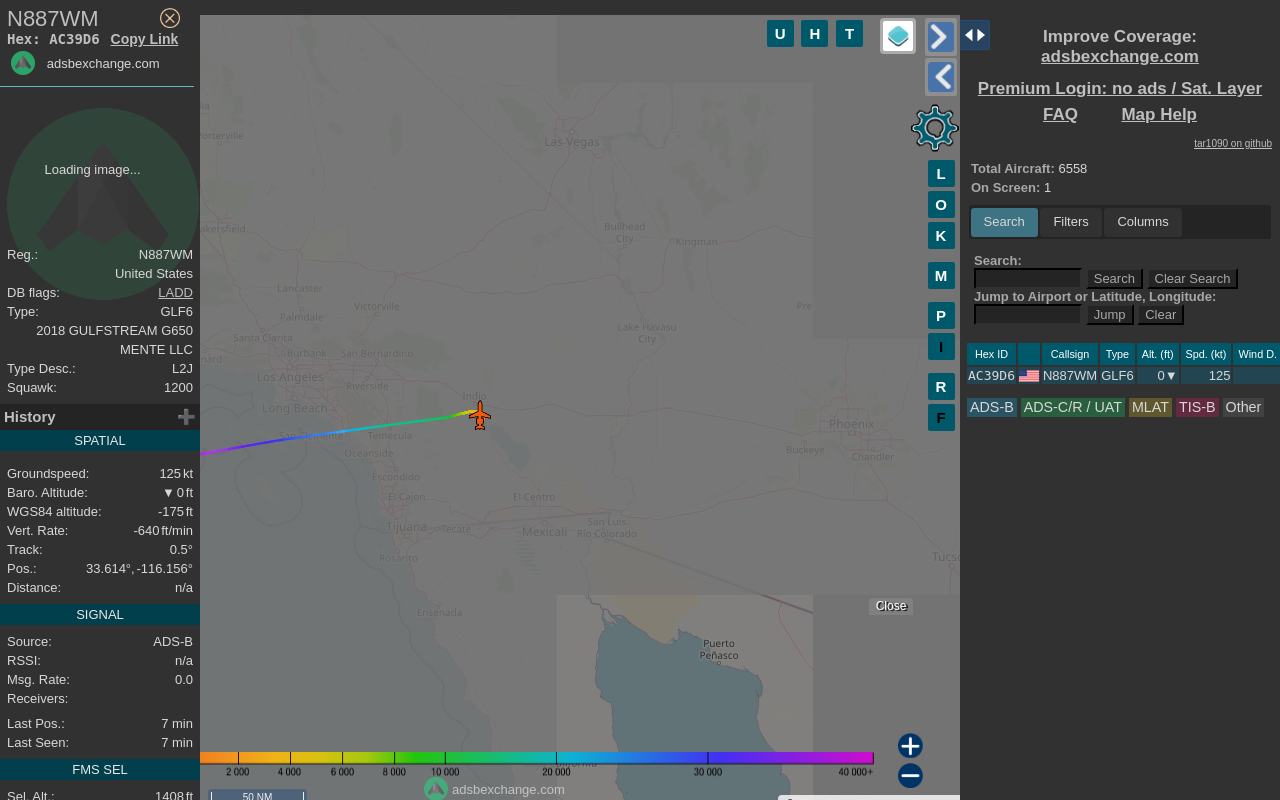 N887WM
Hex: AC39D6 Copy Link
adsbexchange.com
Loading image...
Reg.: N887WM
United States
DB flags: LADD
Type: GLF6
2018 GULFSTREAM G650
MENTE LLC
Type Desc.: L2J
Squawk: 1200
History
SPATIAL
Groundspeed: 125 kt
Baro. Altitude: ▼ 0 ft
WGS84 altitude: -175 ft
Vert. Rate: -640 ft/min
Track: 0.5°
Pos.: 33.614°, -116.156°
Distance: n/a
SIGNAL
Source: ADS-B
RSSI: n/a
Msg. Rate: 0.0
Receivers:
Last Pos.: 7 min
Last Seen: 7 min
FMS SEL
Sel. Alt.: 1408 ft
U H T
L
O
K
M
P
I
R
F
Las Vegas
Porterville
Bullhead
City
Kingman
Lancaster
Palmdale
Victorville
Lake Havasu
City
Santa Clarita
Burbank
San Bernardino
Los Angeles
Riverside
Long Beach
Indio
San Clemente
Temecula
Oceanside
Escondido
El Cajon
Tijuana
Tecate
Rosarito
Ensenada
El Centro
Mexicali
San Luis
Río Colorado
Phoenix
Buckeye
Chandler
Puerto
Peñasco
Close
2 000 4 000 6 000 8 000 10 000 20 000 30 000 40 000+
adsbexchange.com
50 NM
Improve Coverage:
adsbexchange.com
Premium Login: no ads / Sat. Layer
FAQ Map Help
tar1090 on github
Total Aircraft: 6558
On Screen: 1
Search Filters Columns
Search:
Search Clear Search
Jump to Airport or Latitude, Longitude:
Jump Clear
Hex ID Callsign Type Alt. (ft) Spd. (kt) Wind D.
AC39D6 N887WM GLF6 0▼ 125
ADS-B ADS-C/R / UAT MLAT TIS-B Other